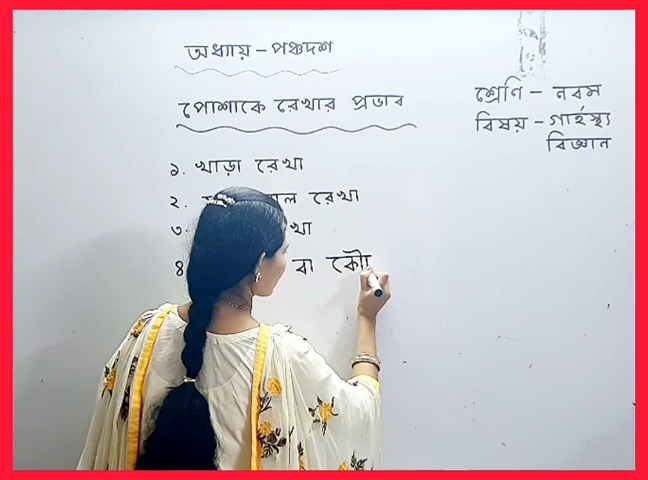 অধ্যায় – পঞ্চদশ
পোশাকে রেখার প্রভাব
শ্রেণি – নবম
বিষয় – গার্হস্থ্য
বিজ্ঞান
১. খাড়া রেখা
২. রেখা
৩.
৪ বা